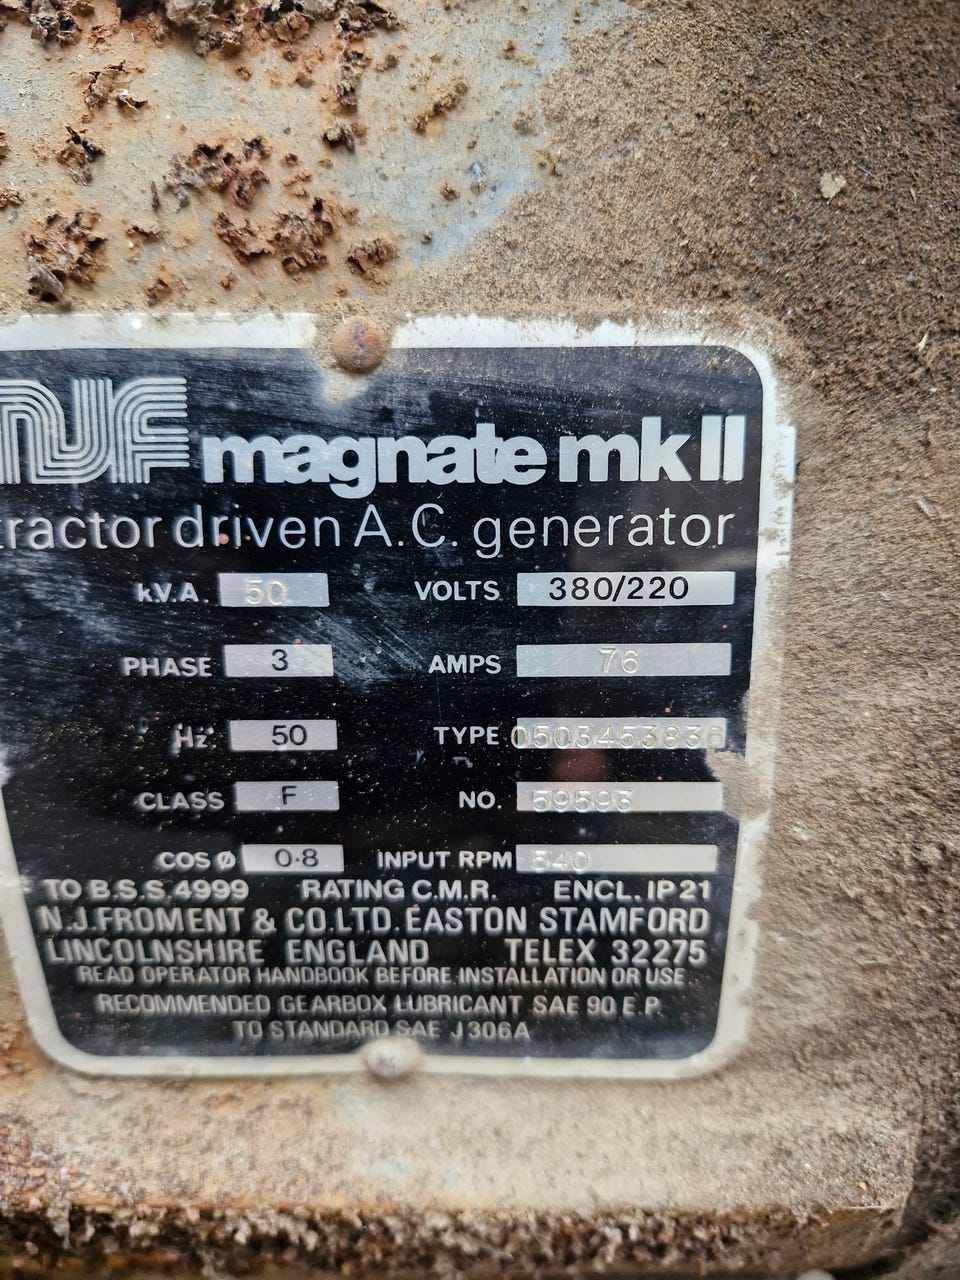 NJF magnate mk II
tractor driven A.C. generator
kV.A. 50 VOLTS 380/220
PHASE 3 AMPS 76
Hz 50 TYPE
CLASS F NO. 59593
COS Ø 0·8 INPUT RPM 540
TO B.S.S. 4999 RATING C.M.R. ENCL. IP21
N.J. FROMENT & CO. LTD. EASTON STAMFORD
LINCOLNSHIRE ENGLAND TELEX 32275
READ OPERATOR HANDBOOK BEFORE INSTALLATION OR USE
RECOMMENDED GEARBOX LUBRICANT SAE 90 E.P.
TO STANDARD SAE J306A